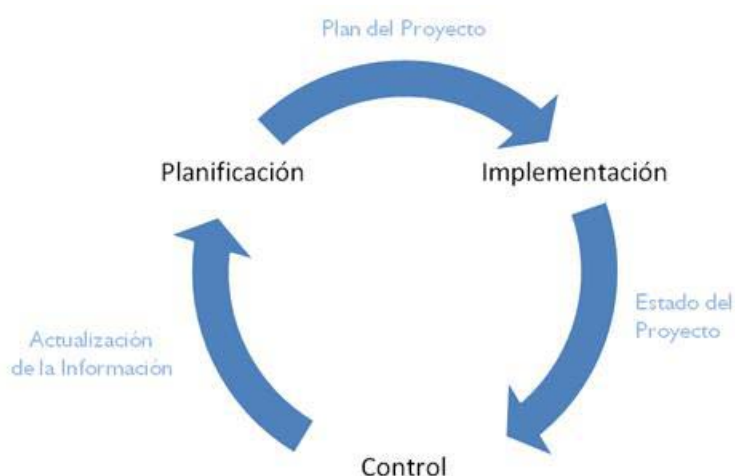 Plan del Proyecto
Planificación
Implementación
Estado del
Proyecto
Actualización
de la Información
Control